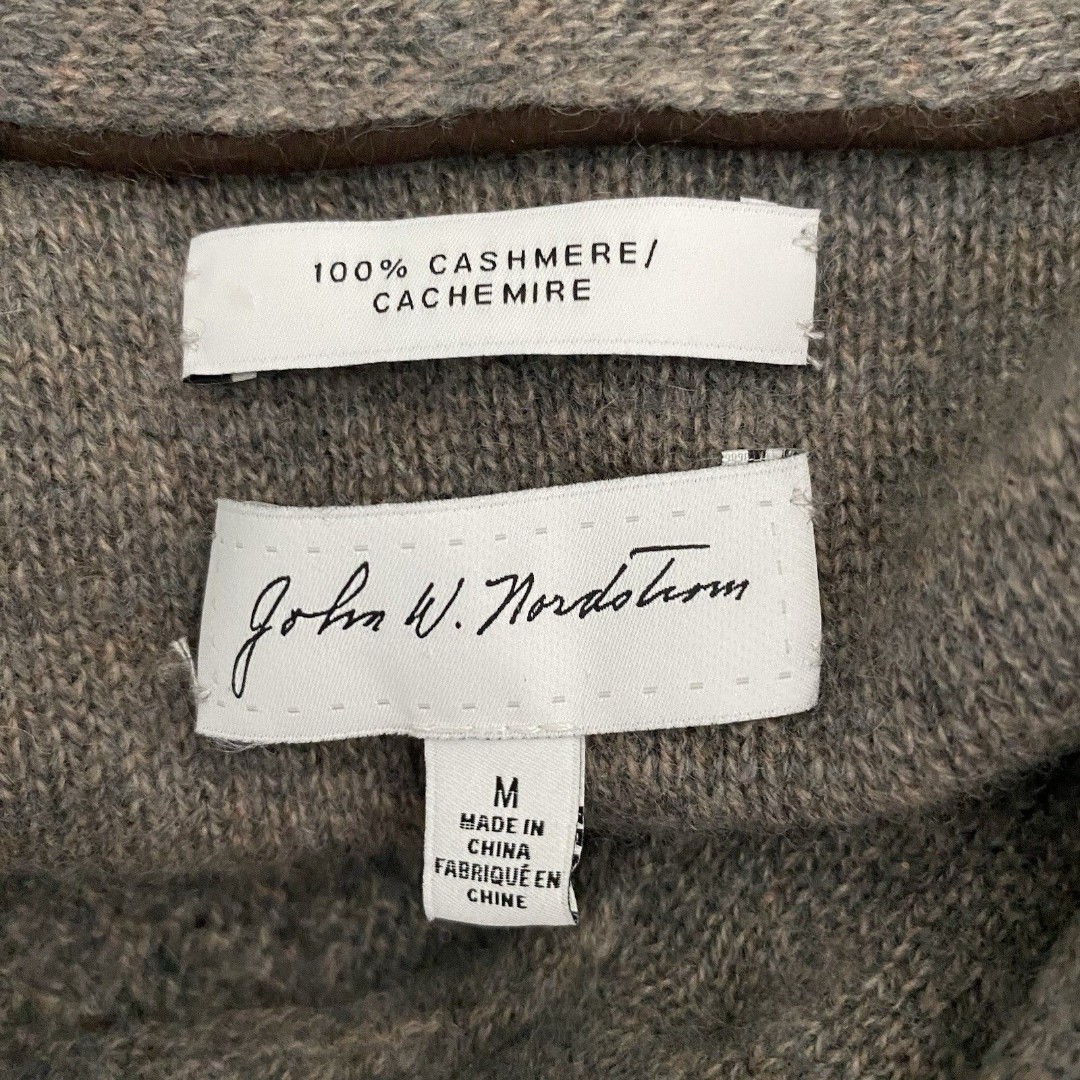 100% CASHMERE/
CACHEMIRE
John W. Nordstrom
M
MADE IN
CHINA
FABRIQUÉ EN
CHINE